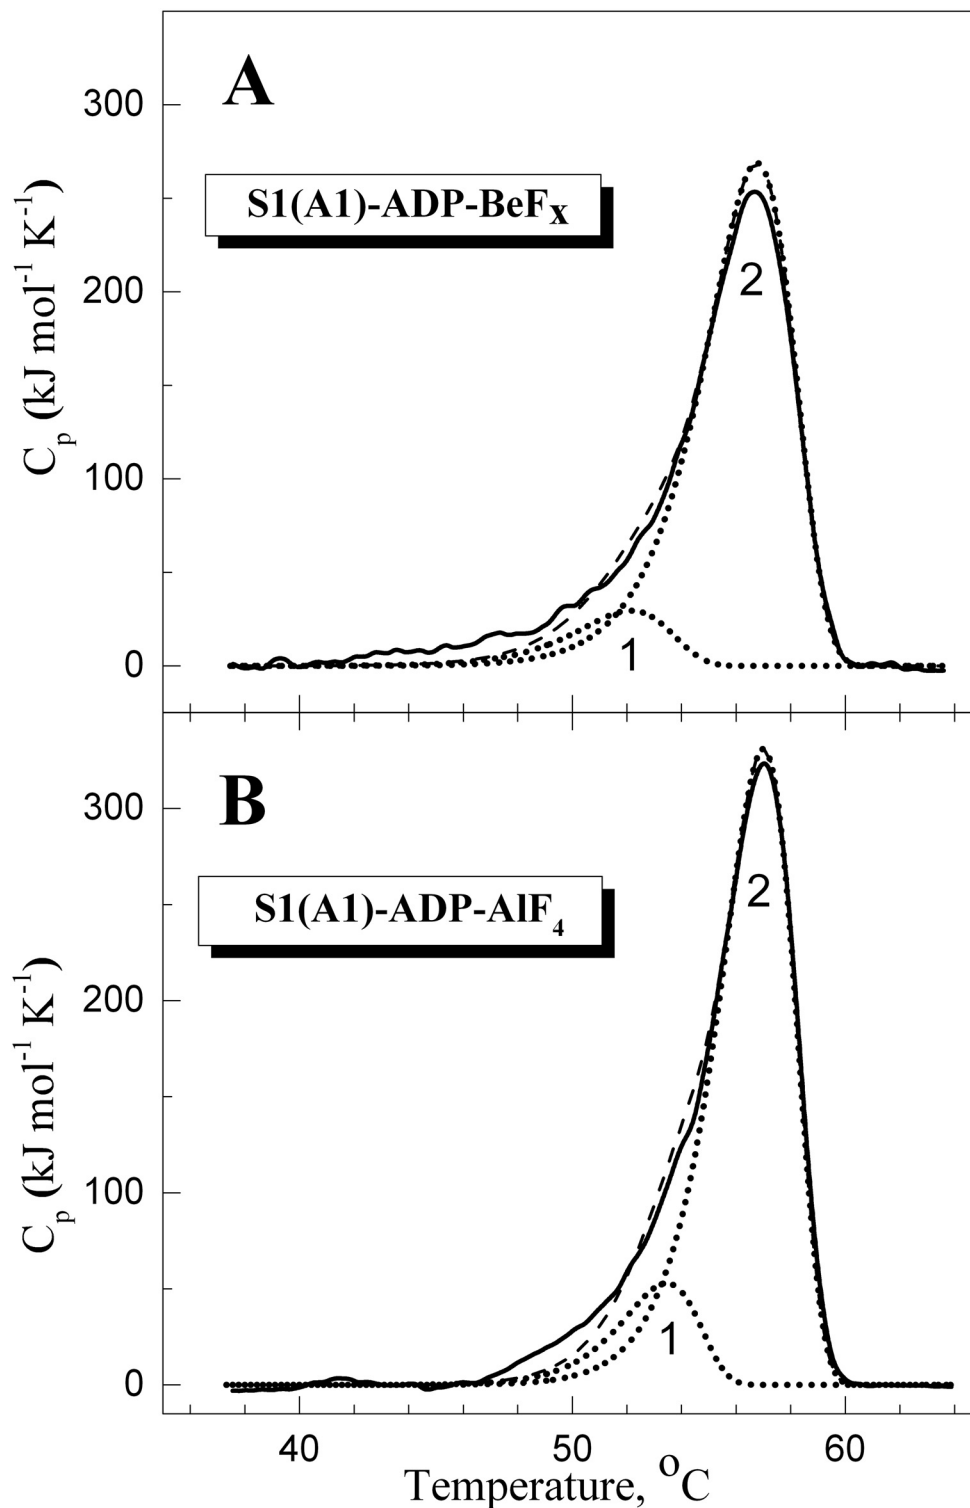 A
300
S1(A1)-ADP-BeFx
2
200
Cp (kJ mol-1 K-1)
100
1
0
B
300
2
S1(A1)-ADP-AlF4
200
Cp (kJ mol-1 K-1)
100
1
0
40 50 60
Temperature, oC